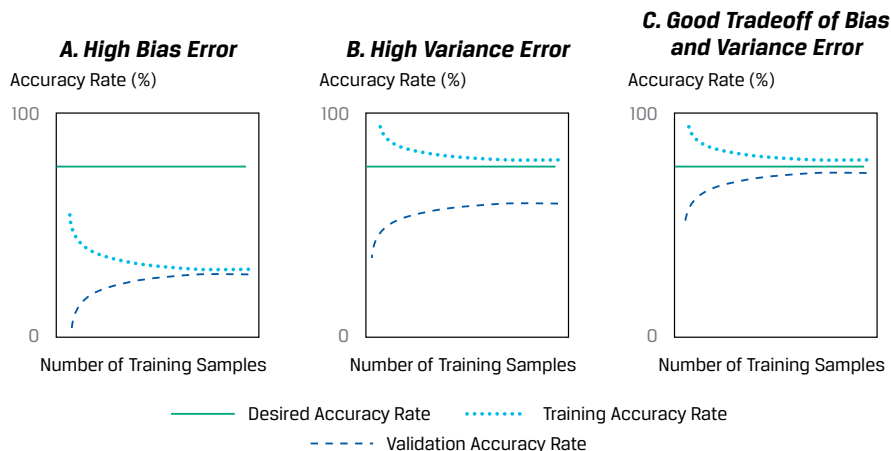 A. High Bias Error
Accuracy Rate (%)
100
0
Number of Training Samples
B. High Variance Error
Accuracy Rate (%)
100
0
Number of Training Samples
C. Good Tradeoff of Bias
and Variance Error
Accuracy Rate (%)
100
0
Number of Training Samples
Desired Accuracy Rate
Training Accuracy Rate
Validation Accuracy Rate